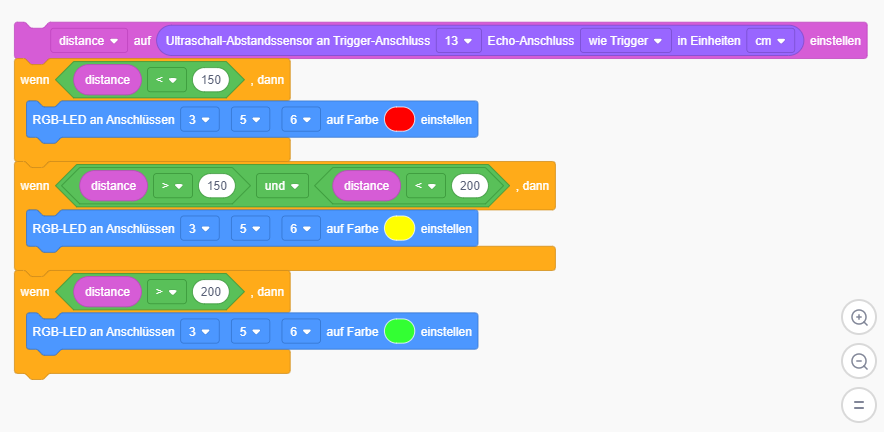 distance auf Ultraschall-Abstandssensor an Trigger-Anschluss 13 Echo-Anschluss wie Trigger in Einheiten cm einstellen
wenn distance < 150 , dann
RGB-LED an Anschlüssen 3 5 6 auf Farbe einstellen
wenn distance > 150 und distance < 200 , dann
RGB-LED an Anschlüssen 3 5 6 auf Farbe einstellen
wenn distance > 200 , dann
RGB-LED an Anschlüssen 3 5 6 auf Farbe einstellen